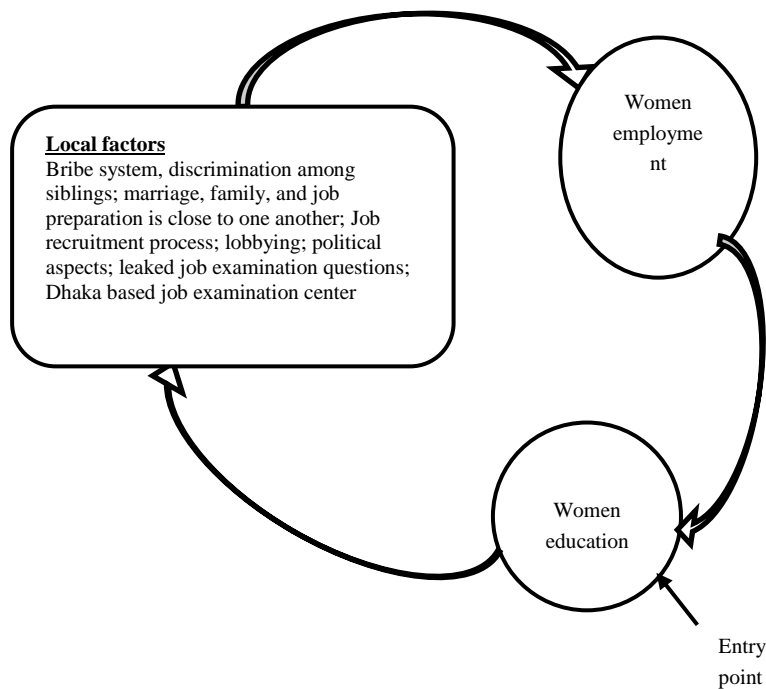 Local factors
Bribe system, discrimination among
siblings; marriage, family, and job
preparation is close to one another; Job
recruitment process; lobbying; political
aspects; leaked job examination questions;
Dhaka based job examination center
Women
employme
nt
Women
education
Entry
point